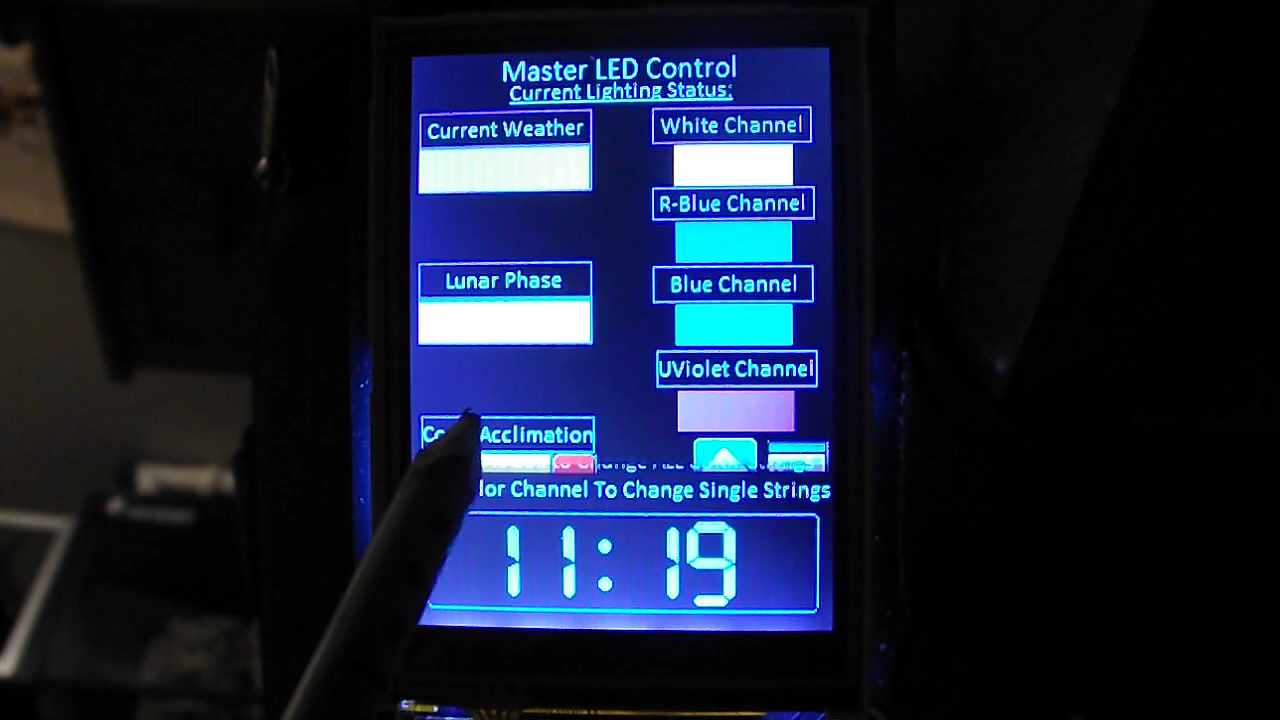 Master LED Control
Current Lighting Status:
Current Weather
White Channel
R-Blue Channel
Lunar Phase
Blue Channel
UViolet Channel
Acclimation
Channel To Change Single Strings
11:19